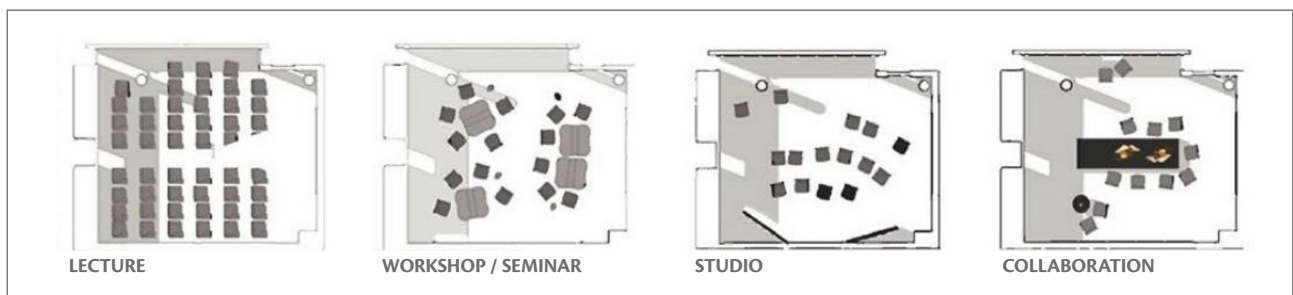 LECTURE
WORKSHOP / SEMINAR
STUDIO
COLLABORATION